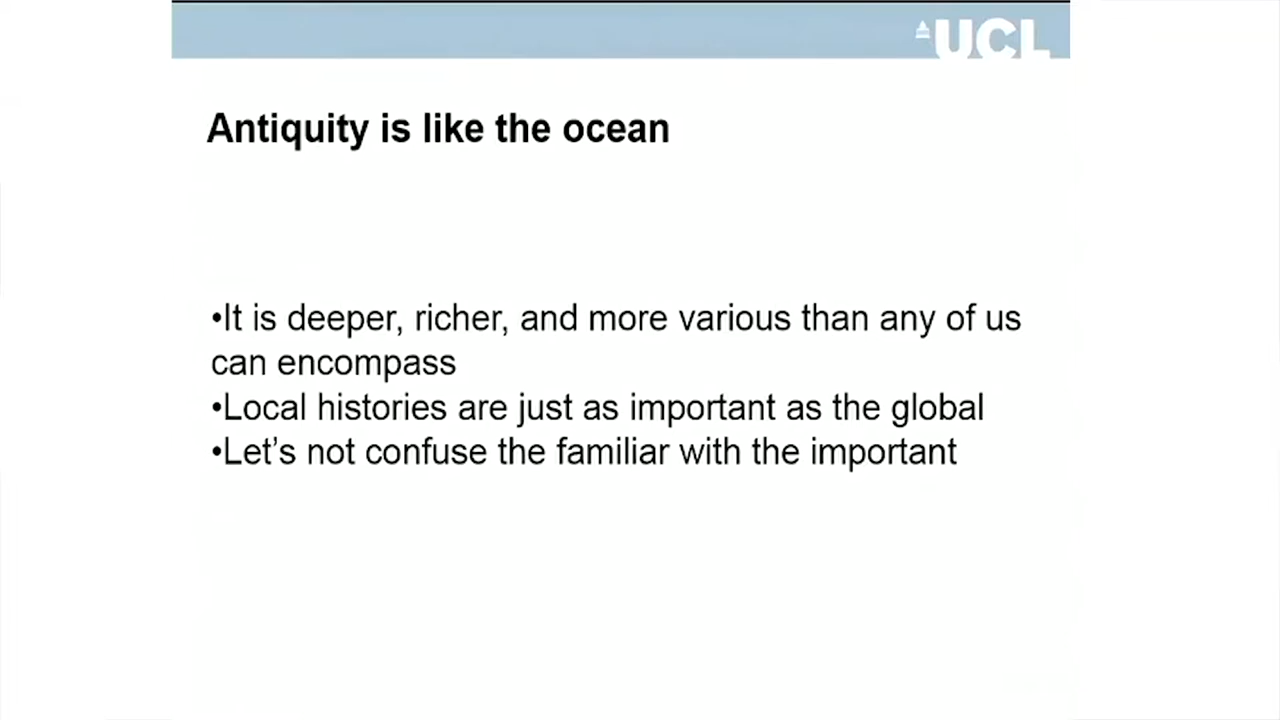 UCL
Antiquity is like the ocean
•It is deeper, richer, and more various than any of us
can encompass
•Local histories are just as important as the global
•Let’s not confuse the familiar with the important